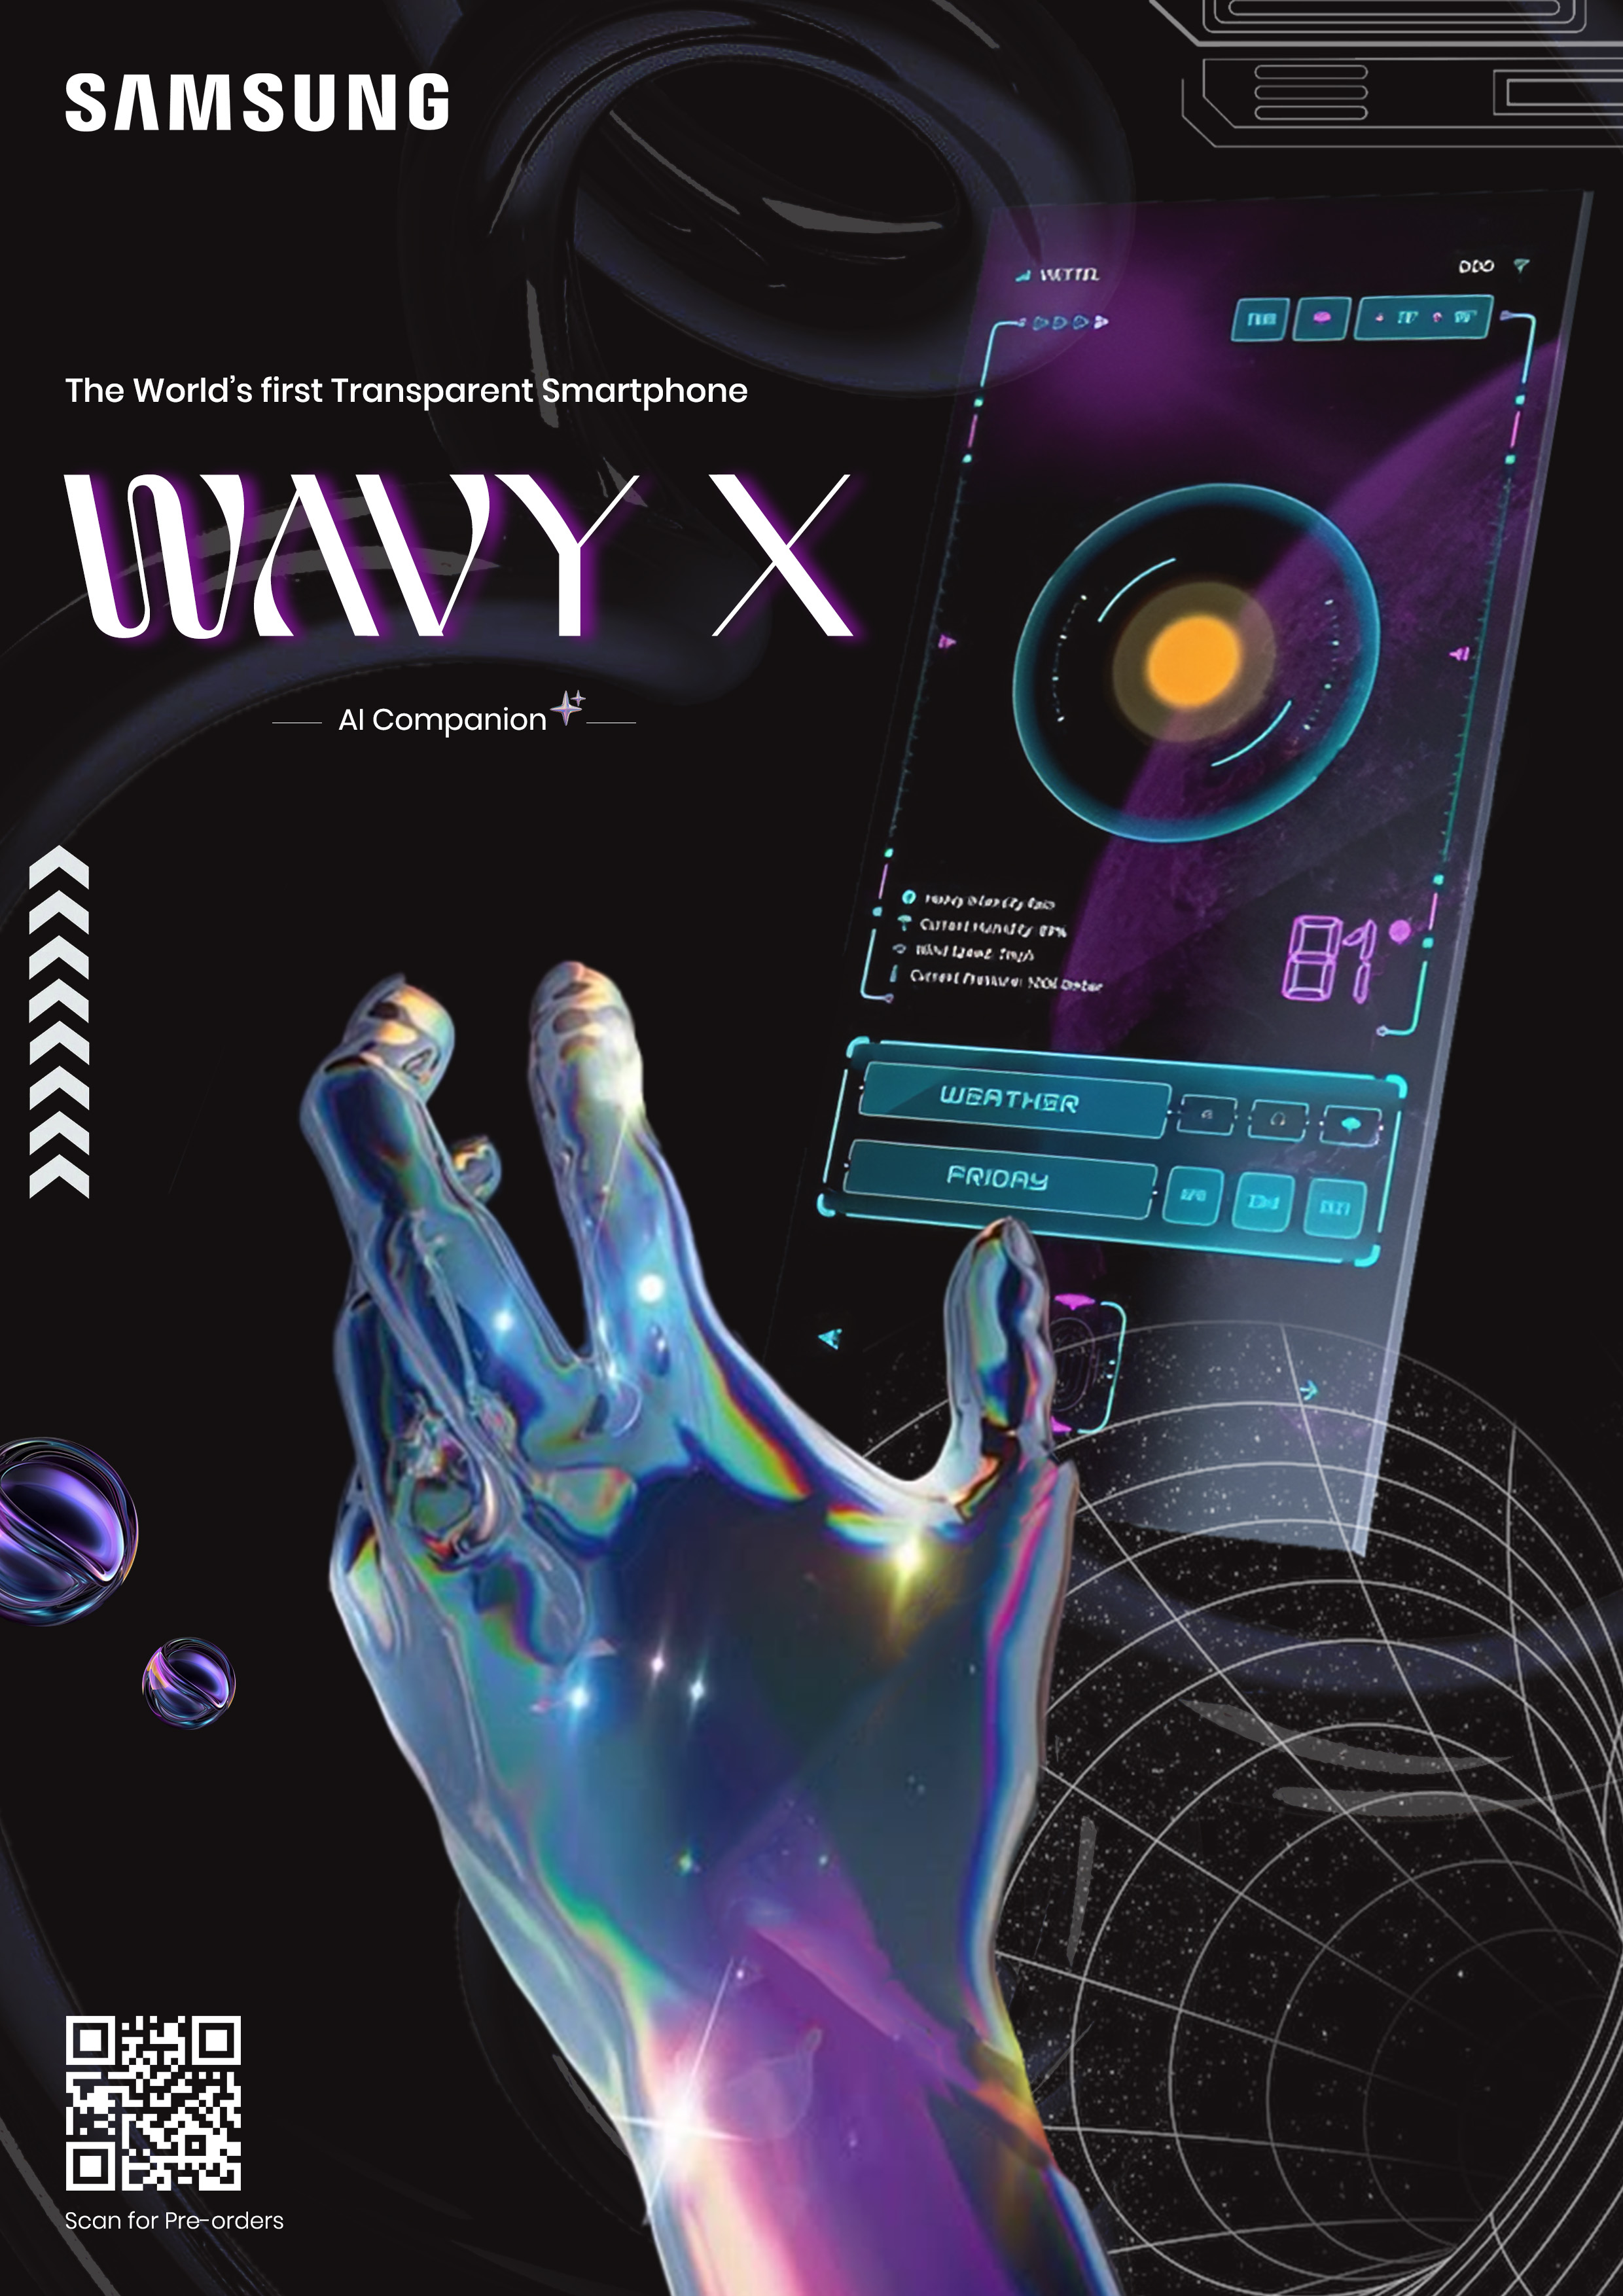 SAMSUNG
The World's first Transparent Smartphone
WAVY X
AI Companion
81
WEATHER
FRIDAY
Scan for Pre-orders